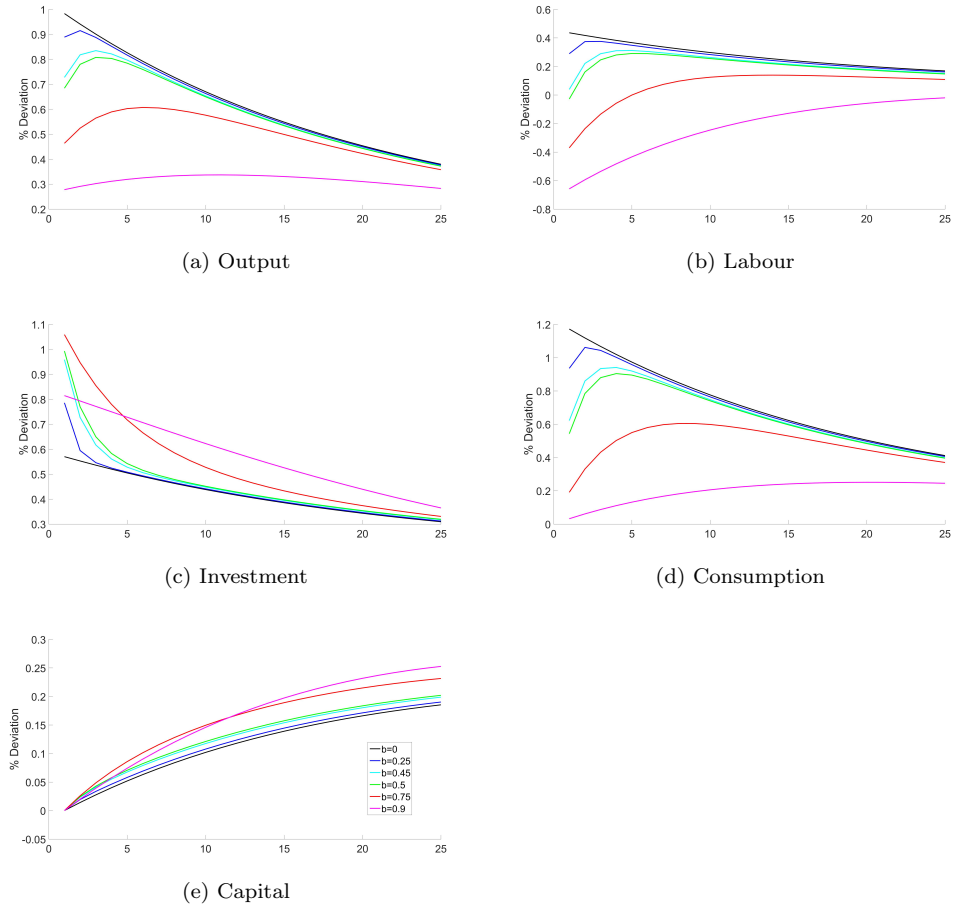 % Deviation
1
0.9
0.8
0.7
0.6
0.5
0.4
0.3
0.2
0 5 10 15 20 25
(a) Output
% Deviation
0.6
0.4
0.2
0
-0.2
-0.4
-0.6
-0.8
0 5 10 15 20 25
(b) Labour
% Deviation
1.1
1
0.9
0.8
0.7
0.6
0.5
0.4
0.3
0 5 10 15 20 25
(c) Investment
% Deviation
1.2
1
0.8
0.6
0.4
0.2
0
0 5 10 15 20 25
(d) Consumption
% Deviation
0.3
0.25
0.2
0.15
0.1
0.05
0
-0.05
0 5 10 15 20 25
b=0
b=0.25
b=0.45
b=0.5
b=0.75
b=0.9
(e) Capital